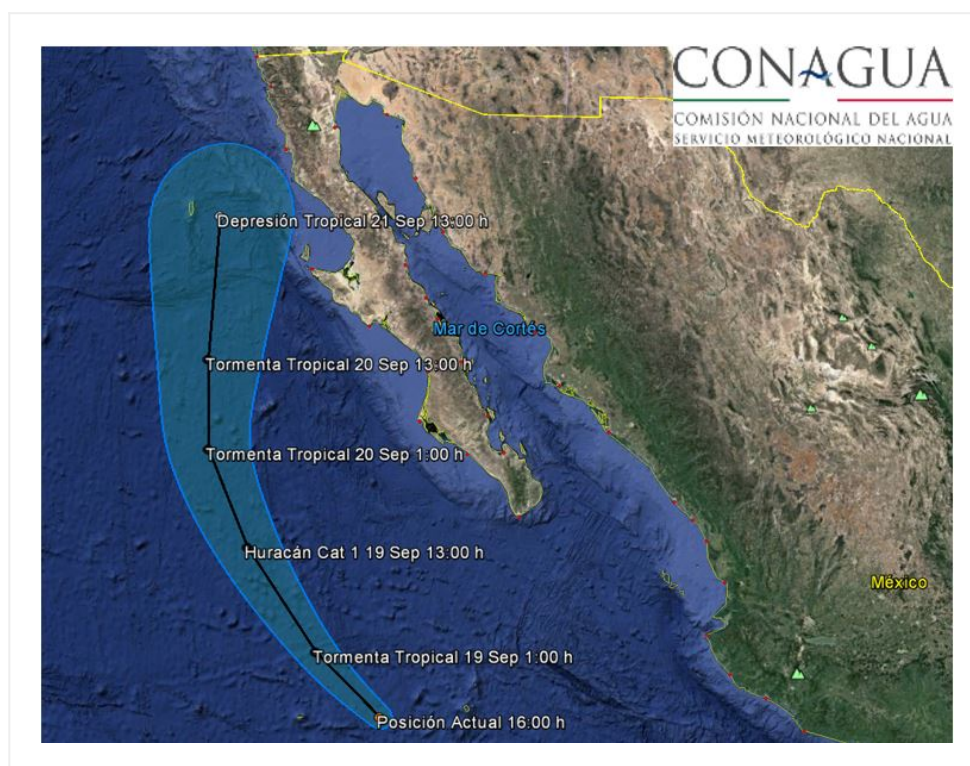 CONAGUA
COMISIÓN NACIONAL DEL AGUA
SERVICIO METEOROLÓGICO NACIONAL
Depresión Tropical 21 Sep 13:00 h
Mar de Cortés
Tormenta Tropical 20 Sep 13:00 h
Tormenta Tropical 20 Sep 1:00 h
Huracán Cat 1 19 Sep 13:00 h
México
Tormenta Tropical 19 Sep 1:00 h
Posición Actual 16:00 h